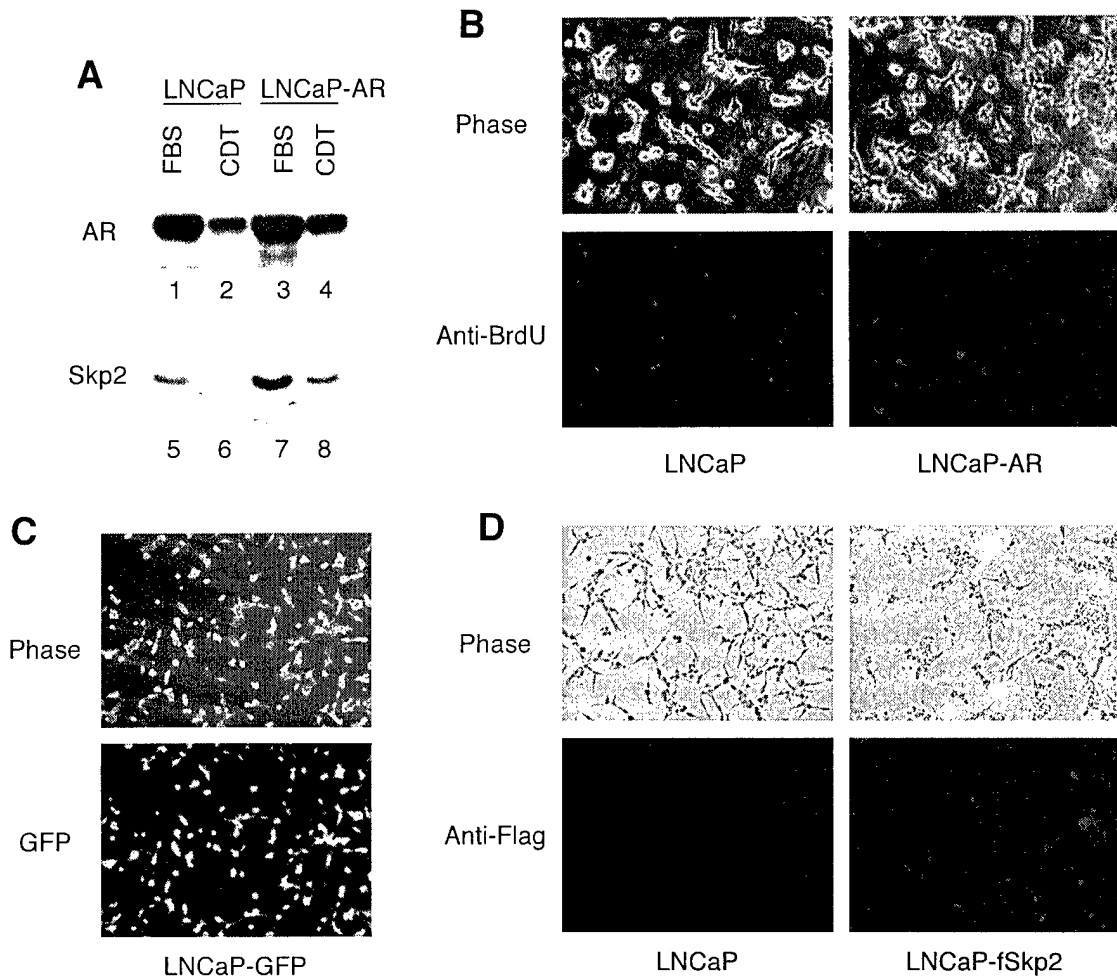 A
LNCaP LNCaP-AR
FBS CDT FBS CDT
AR
1 2 3 4
Skp2
5 6 7 8
B
Phase
Anti-BrdU
LNCaP LNCaP-AR
C
Phase
GFP
LNCaP-GFP
D
Phase
Anti-Flag
LNCaP LNCaP-fSkp2